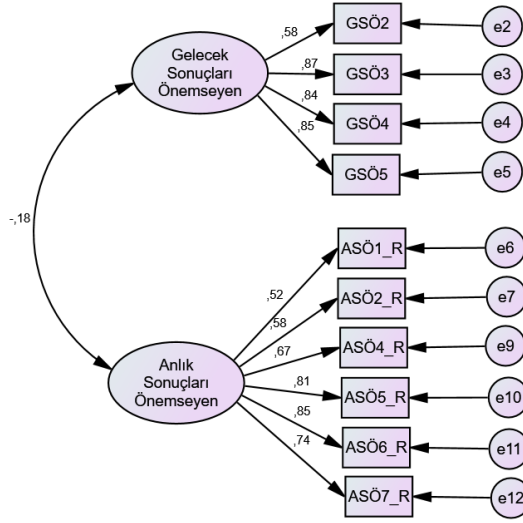 ,58
GSÖ2
e2
Gelecek
Sonuçları
Önemseyen
,87
GSÖ3
e3
,84
GSÖ4
e4
,85
GSÖ5
e5
-,18
ASÖ1_R
e6
,52
ASÖ2_R
e7
,58
ASÖ4_R
e9
,67
Anlık
Sonuçları
Önemseyen
,81
ASÖ5_R
e10
,85
ASÖ6_R
e11
,74
ASÖ7_R
e12